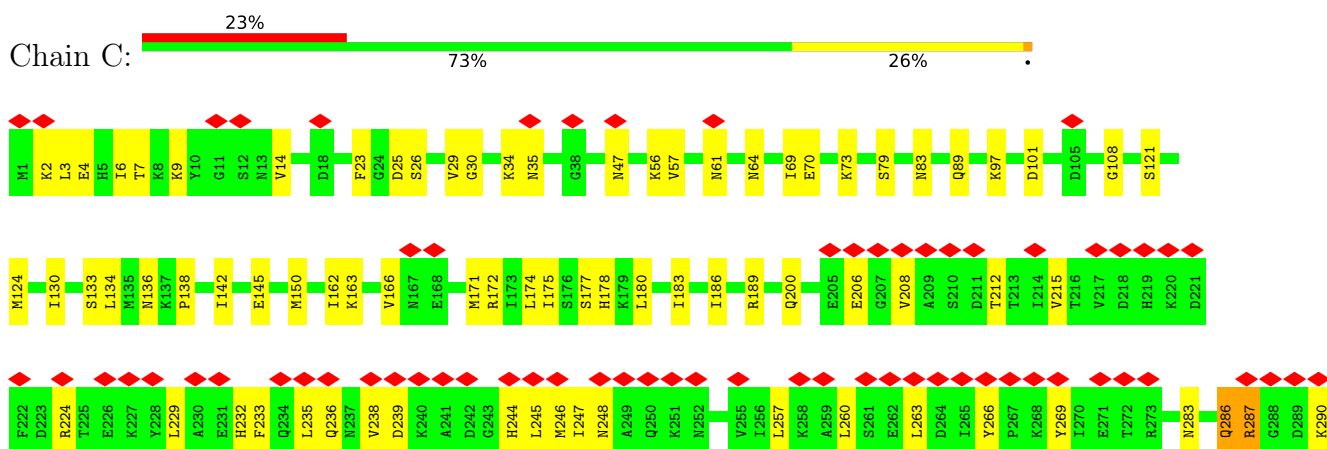 23%
Chain C:
73% 26% •
M1 K2 L3 E4 H5 I6 T7 K8 K9 Y10 G11 S12 N13 V14 D18 F23 G24 D25 S26 V29 G30 K34 N35 G38 N47 K56 V57 N61 N64 I69 E70 K73 S79 N83 Q89 K97 D101 D105 G108 S121
M124 I130 S133 L134 M135 N136 K137 P138 I142 E145 M150 I162 K163 V166 N167 E168 M171 R172 I173 L174 I175 S176 S177 H178 K179 L180 I183 I186 R189 Q200 E205 E206 G207 V208 A209 S210 D211 T212 T213 I214 V215 T216 V217 D218 H219 K220 D221
F222 D223 R224 T225 E226 K227 Y228 L229 A230 E231 H232 F233 Q234 L235 Q236 N237 V238 D239 K240 A241 D242 G243 H244 L245 M246 I247 N248 A249 Q250 K251 N252 V255 I256 L257 K258 A259 L260 S261 E262 L263 D264 I265 Y266 P267 K268 Y269 I270 E271 T272 R273 N283 Q286 R287 G288 D289 K290